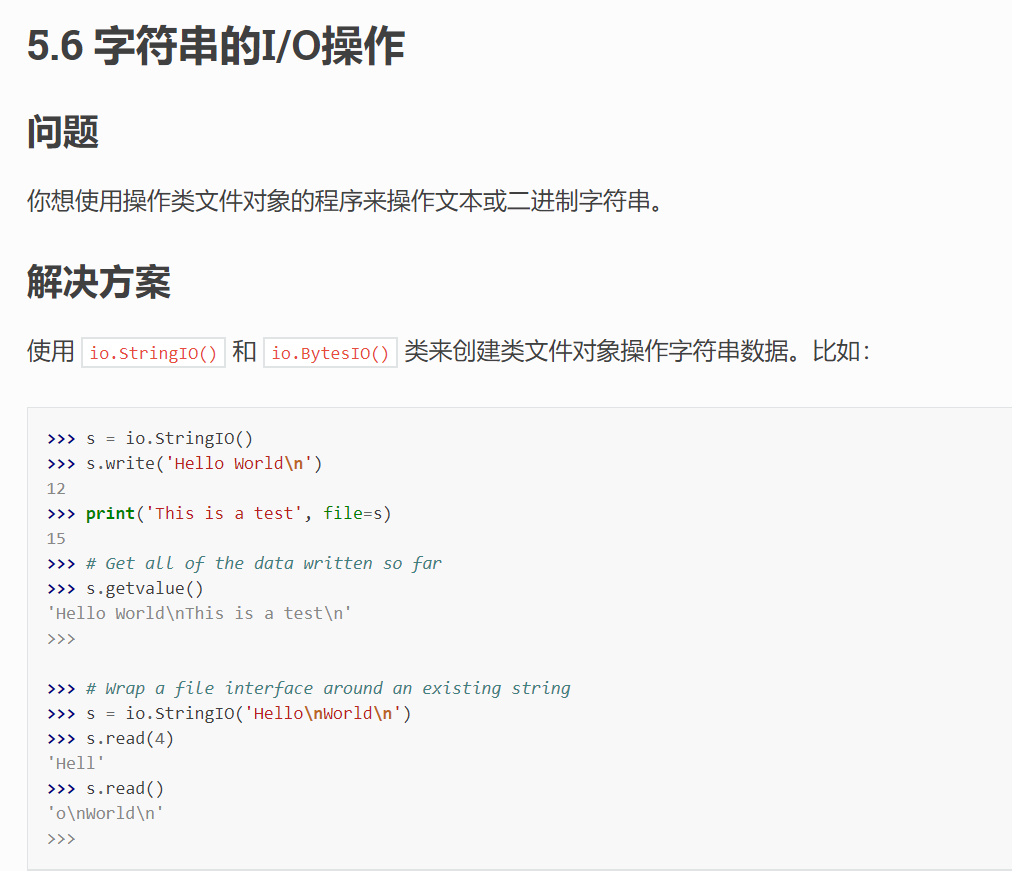 5.6 字符串的I/O操作
问题
你想使用操作类文件对象的程序来操作文本或二进制字符串。
解决方案
使用 io.StringIO() 和 io.BytesIO() 类来创建类文件对象操作字符串数据。比如：
>>> s = io.StringIO()
>>> s.write('Hello World\n')
12
>>> print('This is a test', file=s)
15
>>> # Get all of the data written so far
>>> s.getvalue()
'Hello World\nThis is a test\n'
>>>
>>> # Wrap a file interface around an existing string
>>> s = io.StringIO('Hello\nWorld\n')
>>> s.read(4)
'Hell'
>>> s.read()
'o\nWorld\n'
>>>